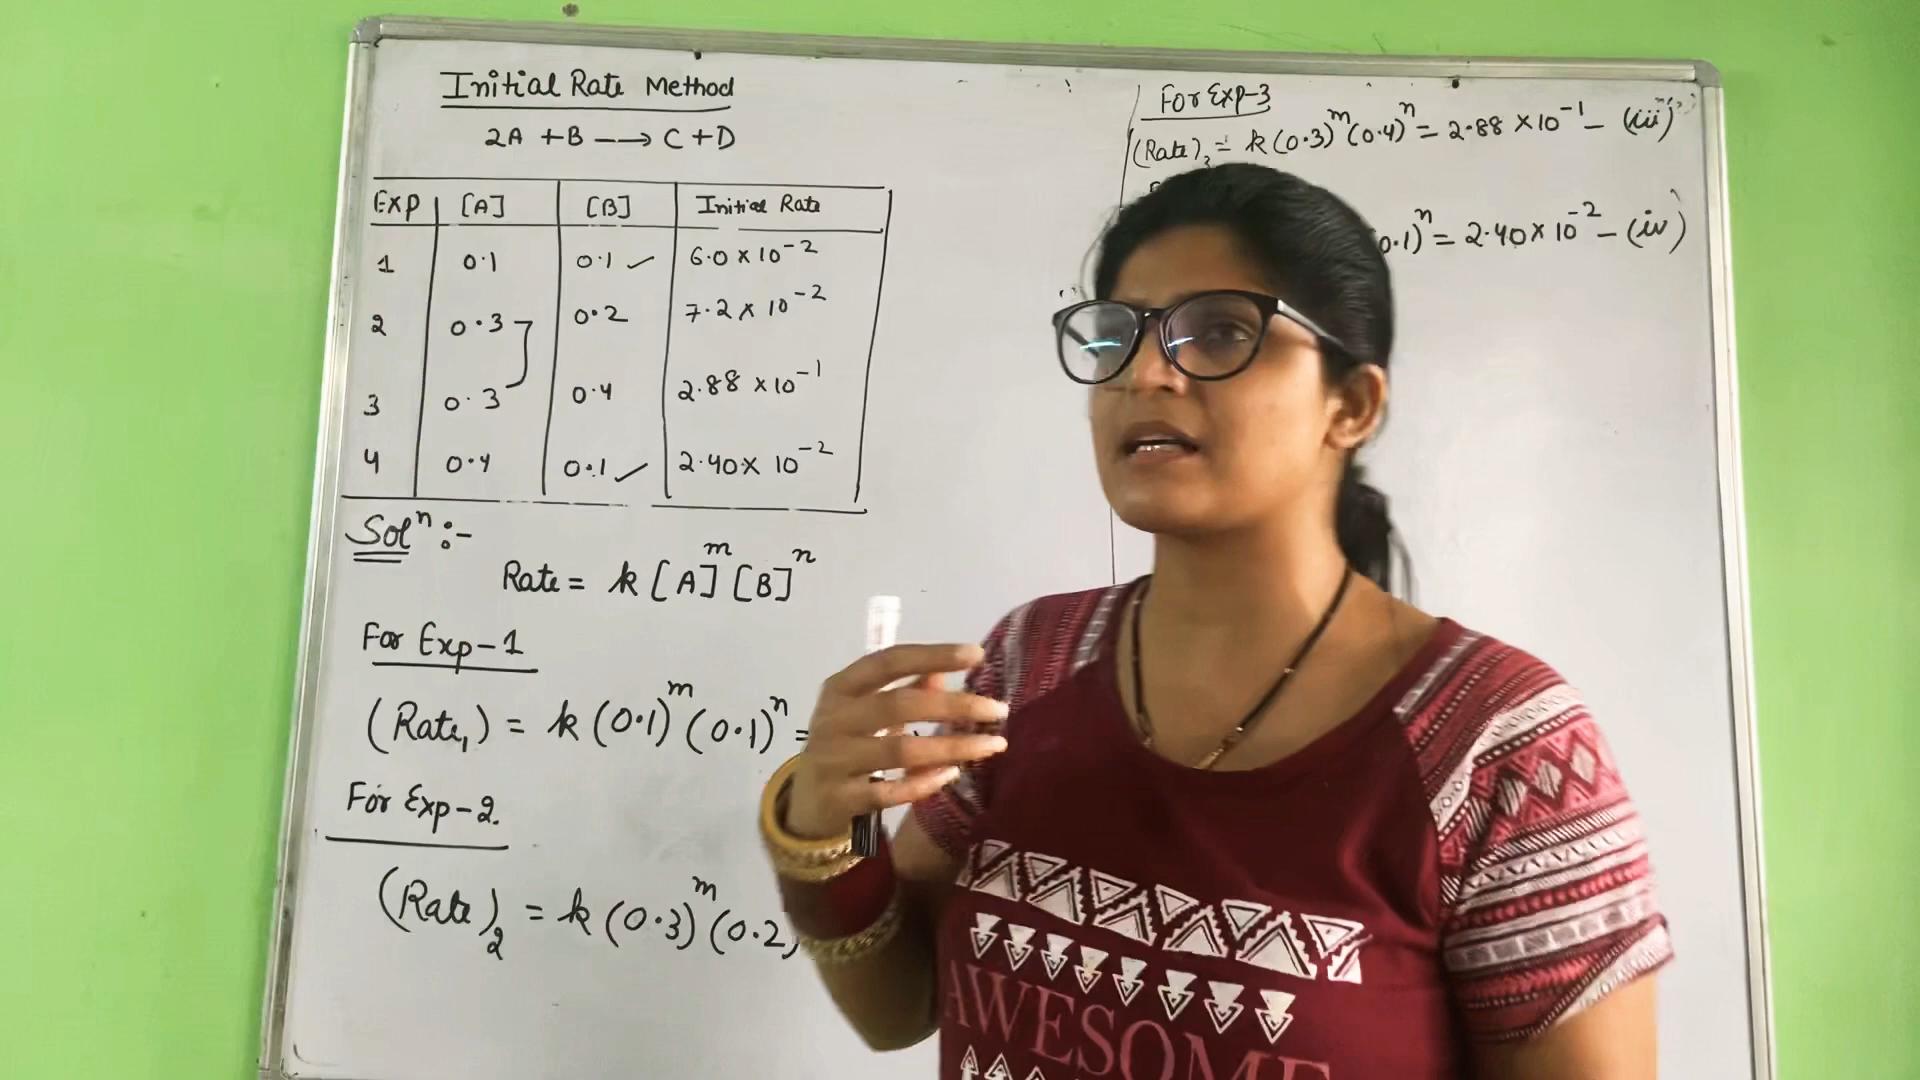 Initial Rate Method
2A + B ⟶ C + D
Exp [A] [B] Initial Rate
1 0.1 0.1 ✓ 6.0 × 10⁻²
2 0.3 0.2 7.2 × 10⁻²
3 0.3 0.4 2.88 × 10⁻¹
4 0.4 0.1 ✓ 2.40 × 10⁻²
Solⁿ :-
Rate = k [A]ᵐ [B]ⁿ
For Exp-1
(Rate₁) = k (0.1)ᵐ (0.1)ⁿ =
For Exp-2.
(Rate)₂ = k (0.3)ᵐ (0.2)
For Exp-3
(Rate)₃ = k (0.3)ᵐ (0.4)ⁿ = 2.88 × 10⁻¹ – (iii)
0.1)ⁿ = 2.40 × 10⁻² – (iv)
AWESOME